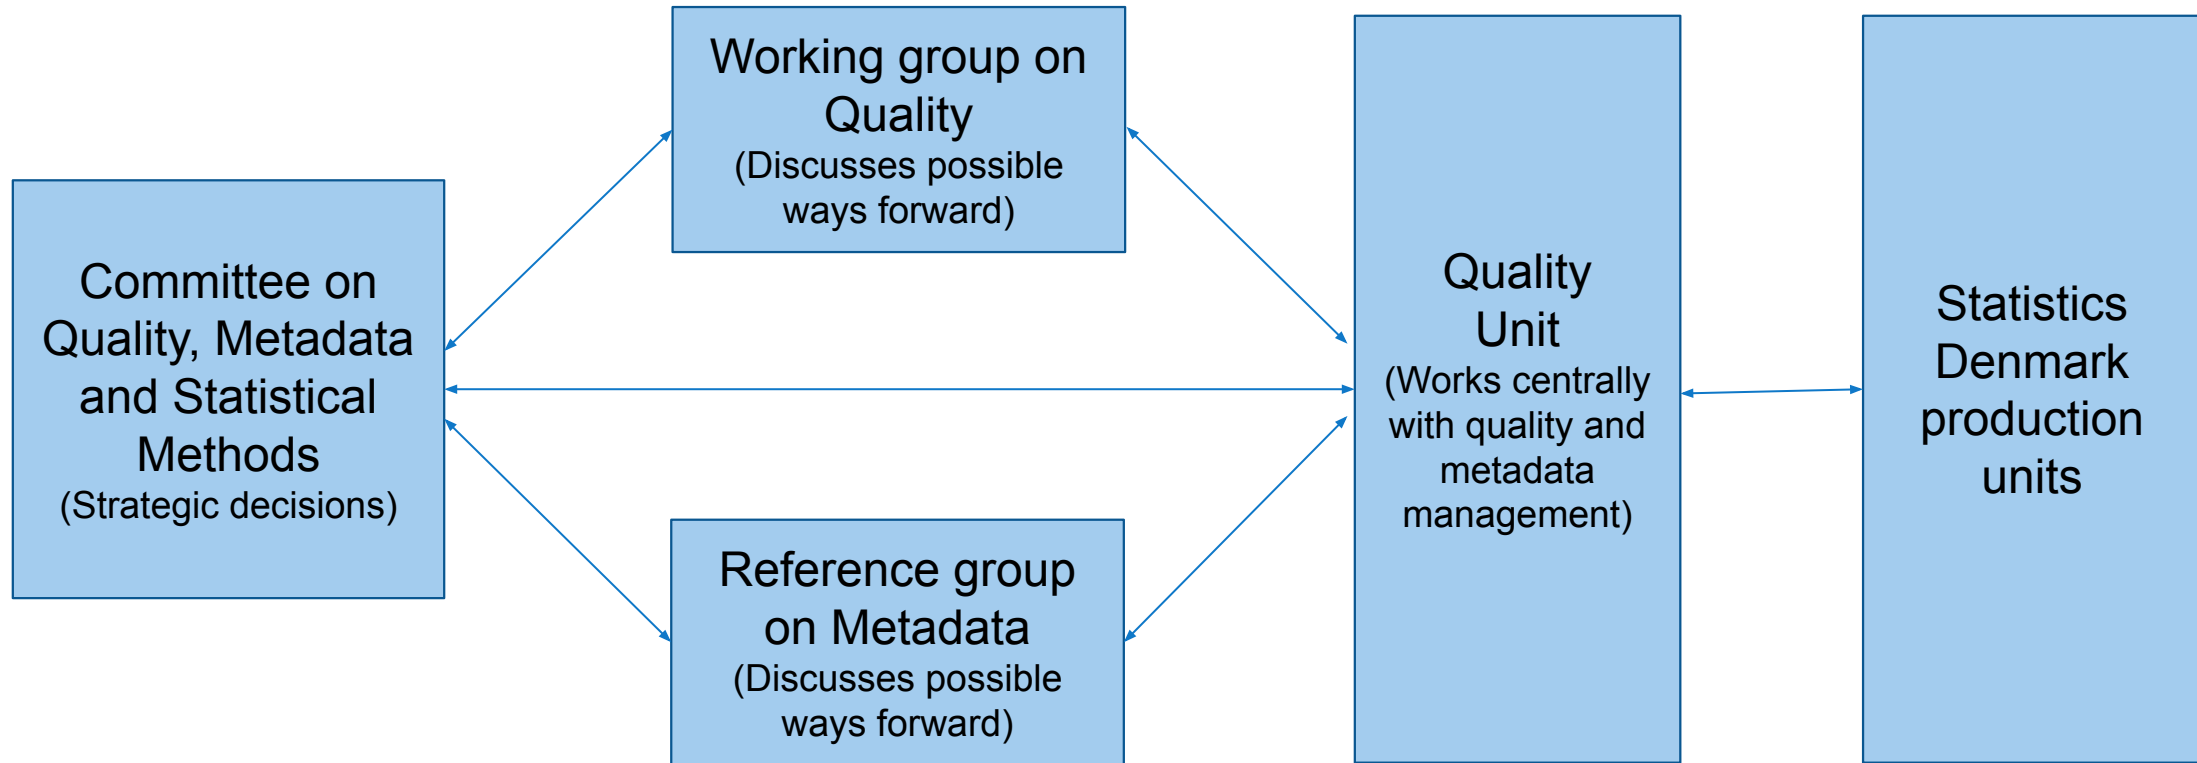 Committee on
Quality, Metadata
and Statistical
Methods
(Strategic decisions)
Working group on
Quality
(Discusses possible
ways forward)
Reference group
on Metadata
(Discusses possible
ways forward)
Quality
Unit
(Works centrally
with quality and
metadata
management)
Statistics
Denmark
production
units